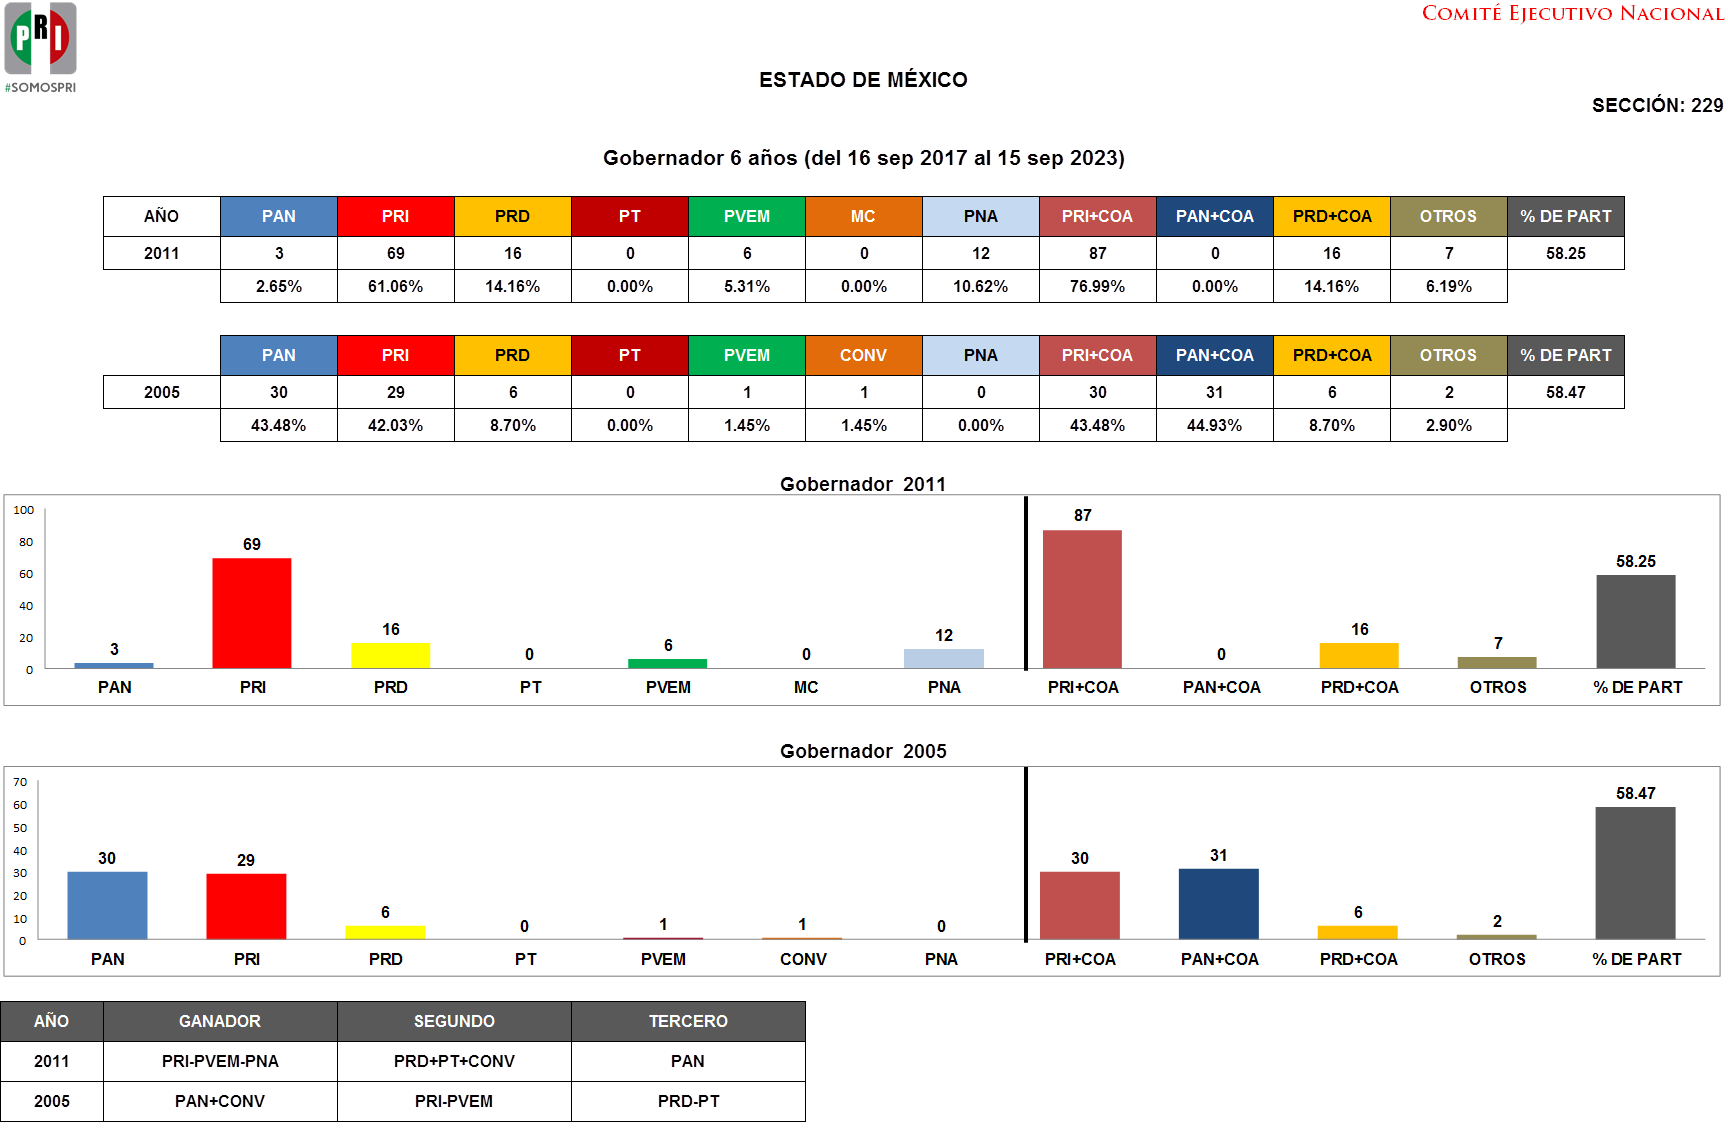 PRI
#SOMOSPRI
COMITÉ EJECUTIVO NACIONAL
ESTADO DE MÉXICO
SECCIÓN: 229
Gobernador 6 años (del 16 sep 2017 al 15 sep 2023)
AÑO PAN PRI PRD PT PVEM MC PNA PRI+COA PAN+COA PRD+COA OTROS % DE PART
2011 3 69 16 0 6 0 12 87 0 16 7 58.25
2.65% 61.06% 14.16% 0.00% 5.31% 0.00% 10.62% 76.99% 0.00% 14.16% 6.19%
PAN PRI PRD PT PVEM CONV PNA PRI+COA PAN+COA PRD+COA OTROS % DE PART
2005 30 29 6 0 1 1 0 30 31 6 2 58.47
43.48% 42.03% 8.70% 0.00% 1.45% 1.45% 0.00% 43.48% 44.93% 8.70% 2.90%
Gobernador 2011
100
80
60
40
20
0
3 69 16 0 6 0 12 87 0 16 7 58.25
PAN PRI PRD PT PVEM MC PNA PRI+COA PAN+COA PRD+COA OTROS % DE PART
Gobernador 2005
70
60
50
40
30
20
10
0
30 29 6 0 1 1 0 30 31 6 2 58.47
PAN PRI PRD PT PVEM CONV PNA PRI+COA PAN+COA PRD+COA OTROS % DE PART
AÑO GANADOR SEGUNDO TERCERO
2011 PRI-PVEM-PNA PRD+PT+CONV PAN
2005 PAN+CONV PRI-PVEM PRD-PT